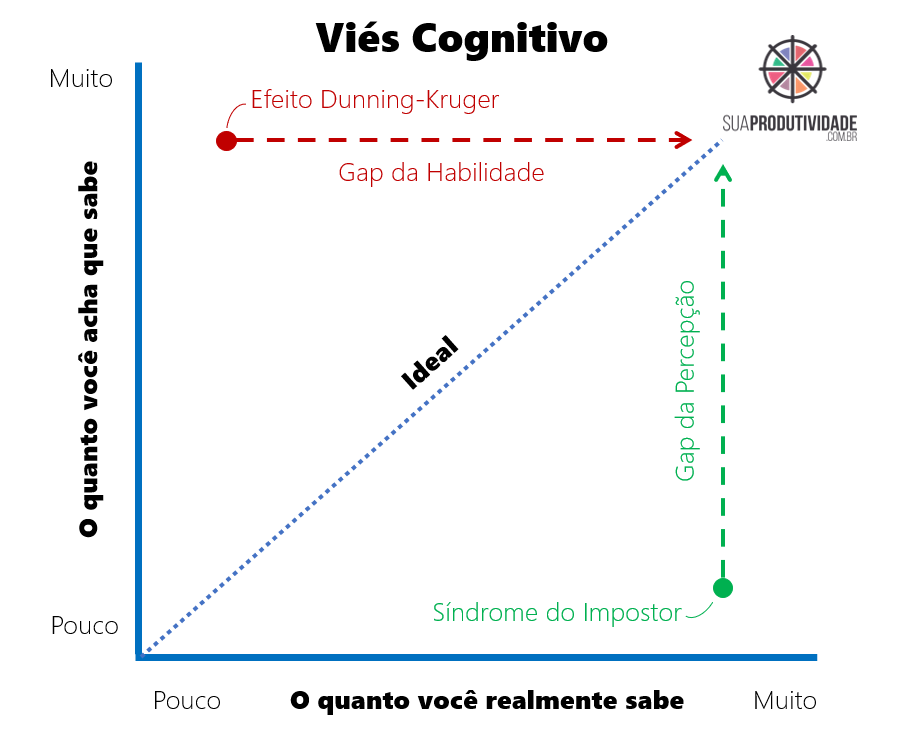 Viés Cognitivo
Muito
Efeito Dunning-Kruger
SUAPRODUTIVIDADE
.COM.BR
Gap da Habilidade
O quanto você acha que sabe
Ideal
Gap da Percepção
Síndrome do Impostor
Pouco
Pouco
O quanto você realmente sabe
Muito